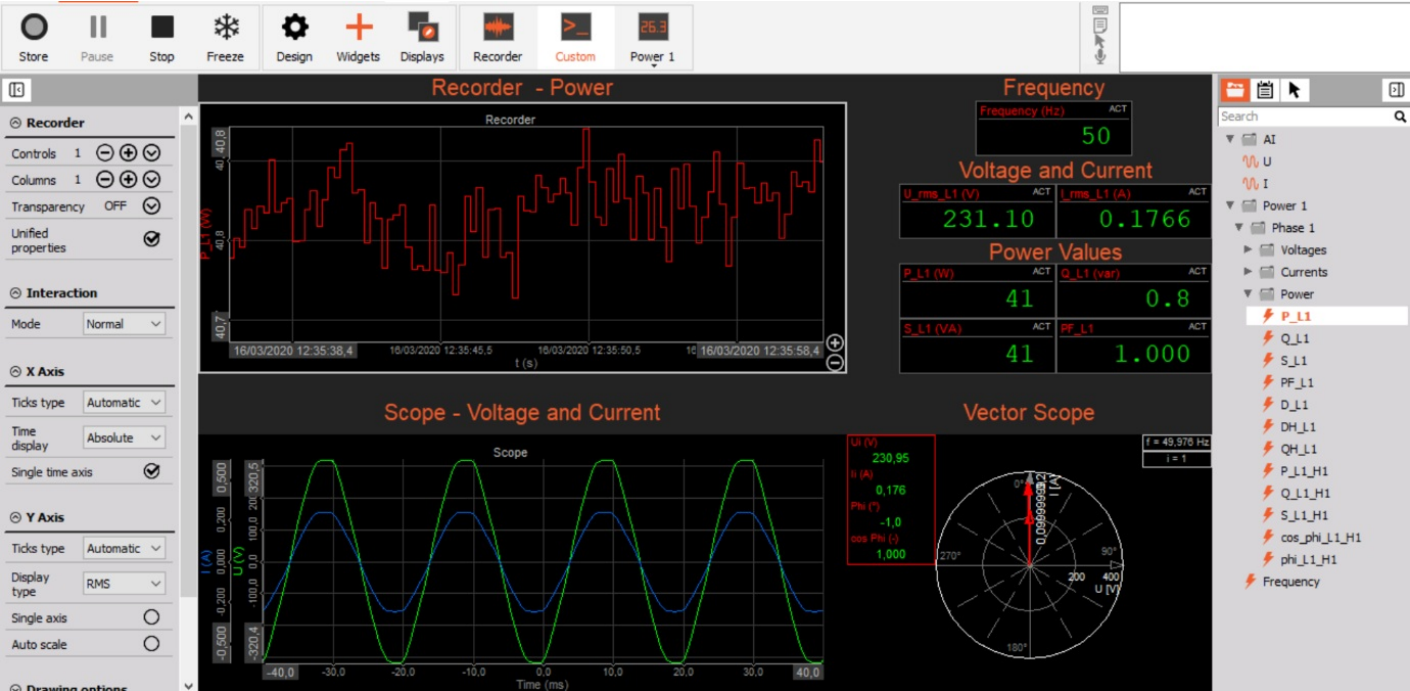 Store Pause Stop Freeze Design Widgets Displays Recorder Custom Power 1
26.3
Recorder
Controls 1
Columns 1
Transparency OFF
Unified properties
Interaction
Mode Normal
X Axis
Ticks type Automatic
Time display Absolute
Single time axis
Y Axis
Ticks type Automatic
Display type RMS
Single axis
Auto scale
Drawing options
Recorder - Power
Recorder
40,8
40,8
40,7
P_L1 (W)
16/03/2020 12:35:38,4 16/03/2020 12:35:45,5 16/03/2020 12:35:50,5 16/03/2020 12:35:58,4
t (s)
Frequency
Frequency (Hz) ACT
50
Voltage and Current
U_rms_L1 (V) ACT I_rms_L1 (A) ACT
231.10 0.1766
Power Values
P_L1 (W) ACT Q_L1 (var) ACT
41 0.8
S_L1 (VA) ACT PF_L1 ACT
41 1.000
Scope - Voltage and Current
Scope
I (A)
0,500 0,200 0,000 -0,200 -0,500
U (V)
320,5 200 100,0 0,0 -100,0 -320,4
-40,0 -30,0 -20,0 -10,0 0,0 10,0 20,0 30,0 40,0
Time (ms)
Vector Scope
Ui (V)
230,95
Ii (A)
0,176
Phi (°)
-1,0
cos Phi (-)
1,000
f = 49,976 Hz
i = 1
0°
I [A]
90°
270°
200 400
U [V]
180°
Search
AI
U
I
Power 1
Phase 1
Voltages
Currents
Power
P_L1
Q_L1
S_L1
PF_L1
D_L1
DH_L1
QH_L1
P_L1_H1
Q_L1_H1
S_L1_H1
cos_phi_L1_H1
phi_L1_H1
Frequency